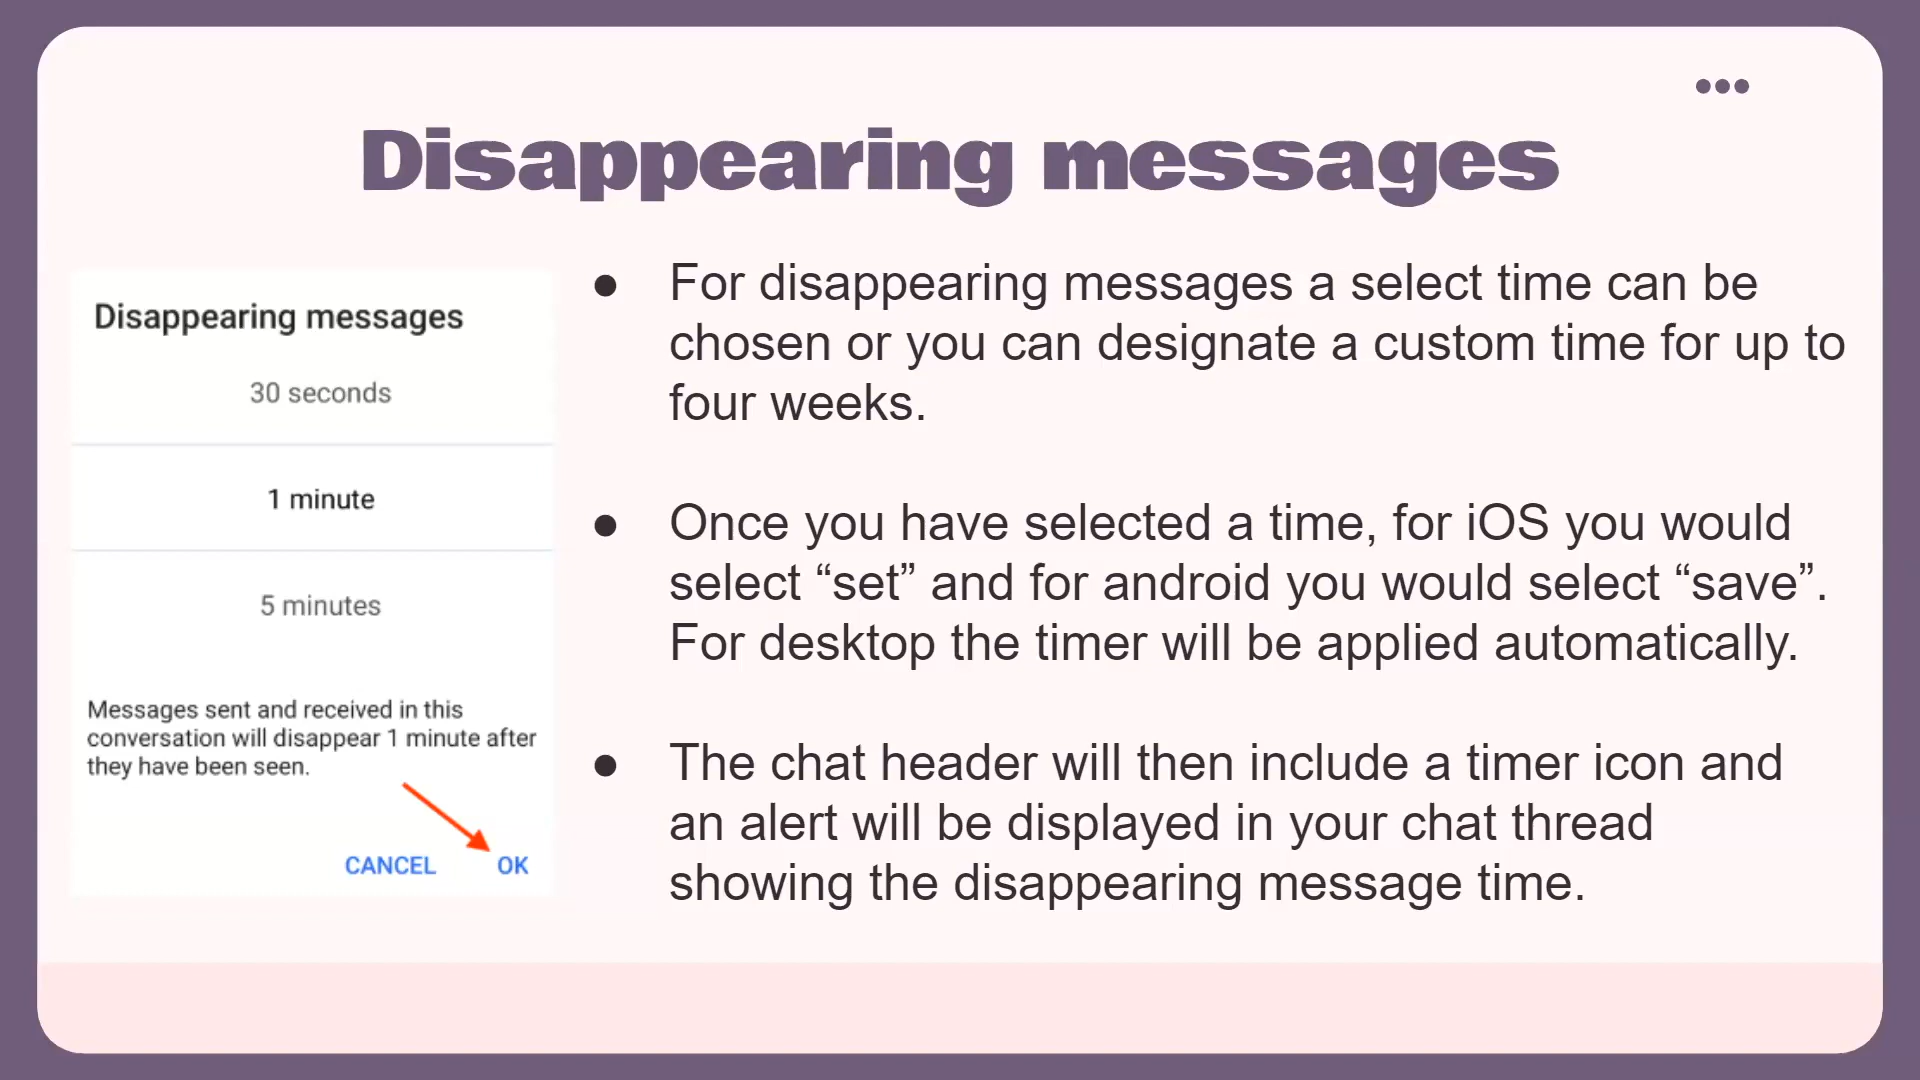 Disappearing messages
Disappearing messages
30 seconds
1 minute
5 minutes
Messages sent and received in this
conversation will disappear 1 minute after
they have been seen.
CANCEL OK
● For disappearing messages a select time can be
chosen or you can designate a custom time for up to
four weeks.
● Once you have selected a time, for iOS you would
select “set” and for android you would select “save”.
For desktop the timer will be applied automatically.
● The chat header will then include a timer icon and
an alert will be displayed in your chat thread
showing the disappearing message time.